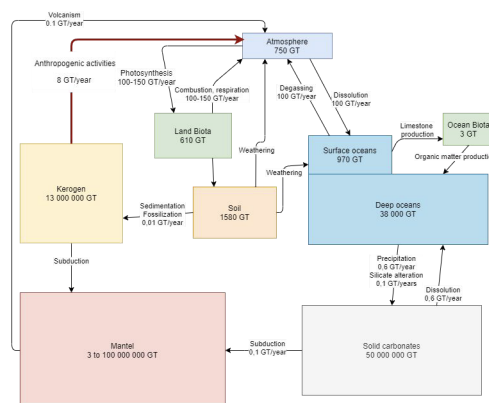 Volcanism
0.1 GT/year
Atmosphere
750 GT
Anthropogenic activities
8 GT/year
Photosynthesis
100-150 GT/year
Combustion, respiration
100-150 GT/year
Degassing
100 GT/year
Dissolution
100 GT/year
Land Biota
610 GT
Limestone
production
Ocean Biota
3 GT
Surface oceans
970 GT
Organic matter production
Weathering
Weathering
Kerogen
13 000 000 GT
Sedimentation
Fossilization
0,01 GT/year
Soil
1580 GT
Deep oceans
38 000 GT
Subduction
Precipitation
0,6 GT/year
Silicate alteration
0,1 GT/years
Dissolution
0,6 GT/year
Mantel
3 to 100 000 000 GT
Subduction
0,1 GT/year
Solid carbonates
50 000 000 GT